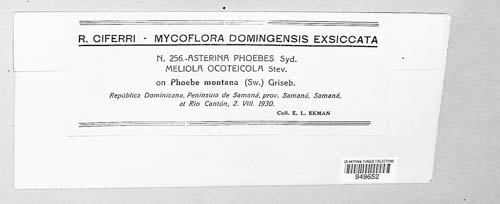 R. CIFERRI - MYCOFLORA DOMINGENSIS EXSICCATA
N. 256.-ASTERINA PHOEBES Syd.
MELIOLA OCOTEICOLA Stev.
on Phoebe montana (Sw.) Griseb.
República Dominicana, Península de Samaná, prov. Samaná, Samaná,
at Rio Cantón, 2. VIII. 1930.
Coll. E. L. EKMAN
US NATIONAL FUNGUS COLLECTIONS
949652